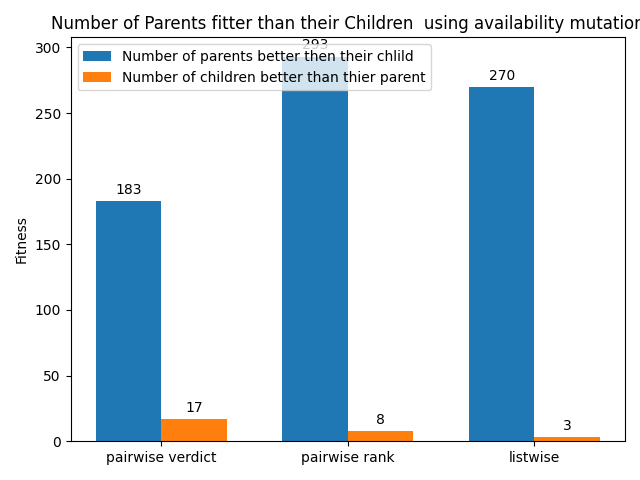 Number of Parents fitter than their Children  using availability mutation
Number of parents better then their chlild
Number of children better than thier parent
300
250
200
150
100
50
0
Fitness
183
17
293
8
270
3
pairwise verdict
pairwise rank
listwise